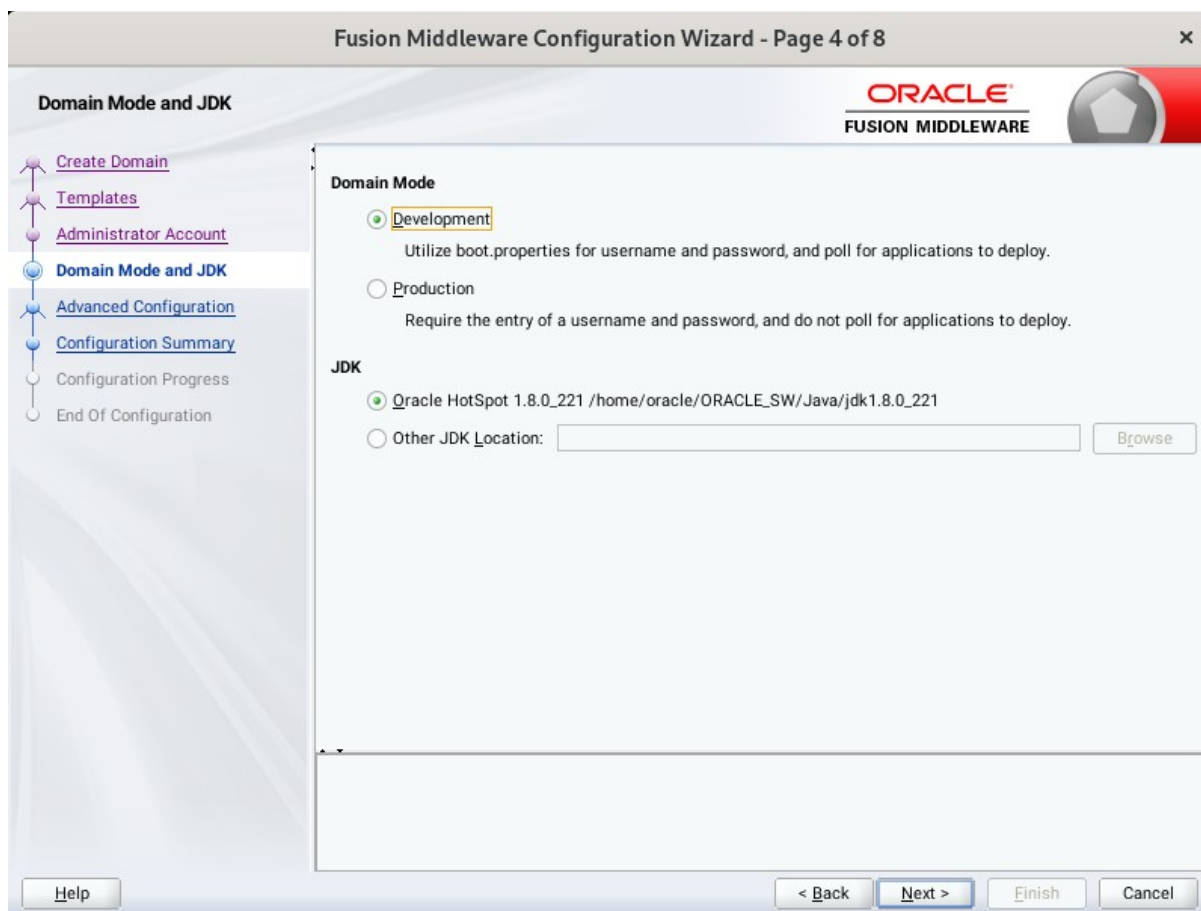 Fusion Middleware Configuration Wizard - Page 4 of 8
Domain Mode and JDK
ORACLE
FUSION MIDDLEWARE
Create Domain
Templates
Administrator Account
Domain Mode and JDK
Advanced Configuration
Configuration Summary
Configuration Progress
End Of Configuration
Domain Mode
Development
Utilize boot.properties for username and password, and poll for applications to deploy.
Production
Require the entry of a username and password, and do not poll for applications to deploy.
JDK
Oracle HotSpot 1.8.0_221 /home/oracle/ORACLE_SW/Java/jdk1.8.0_221
Other JDK Location:
Browse
Help
< Back
Next >
Finish
Cancel